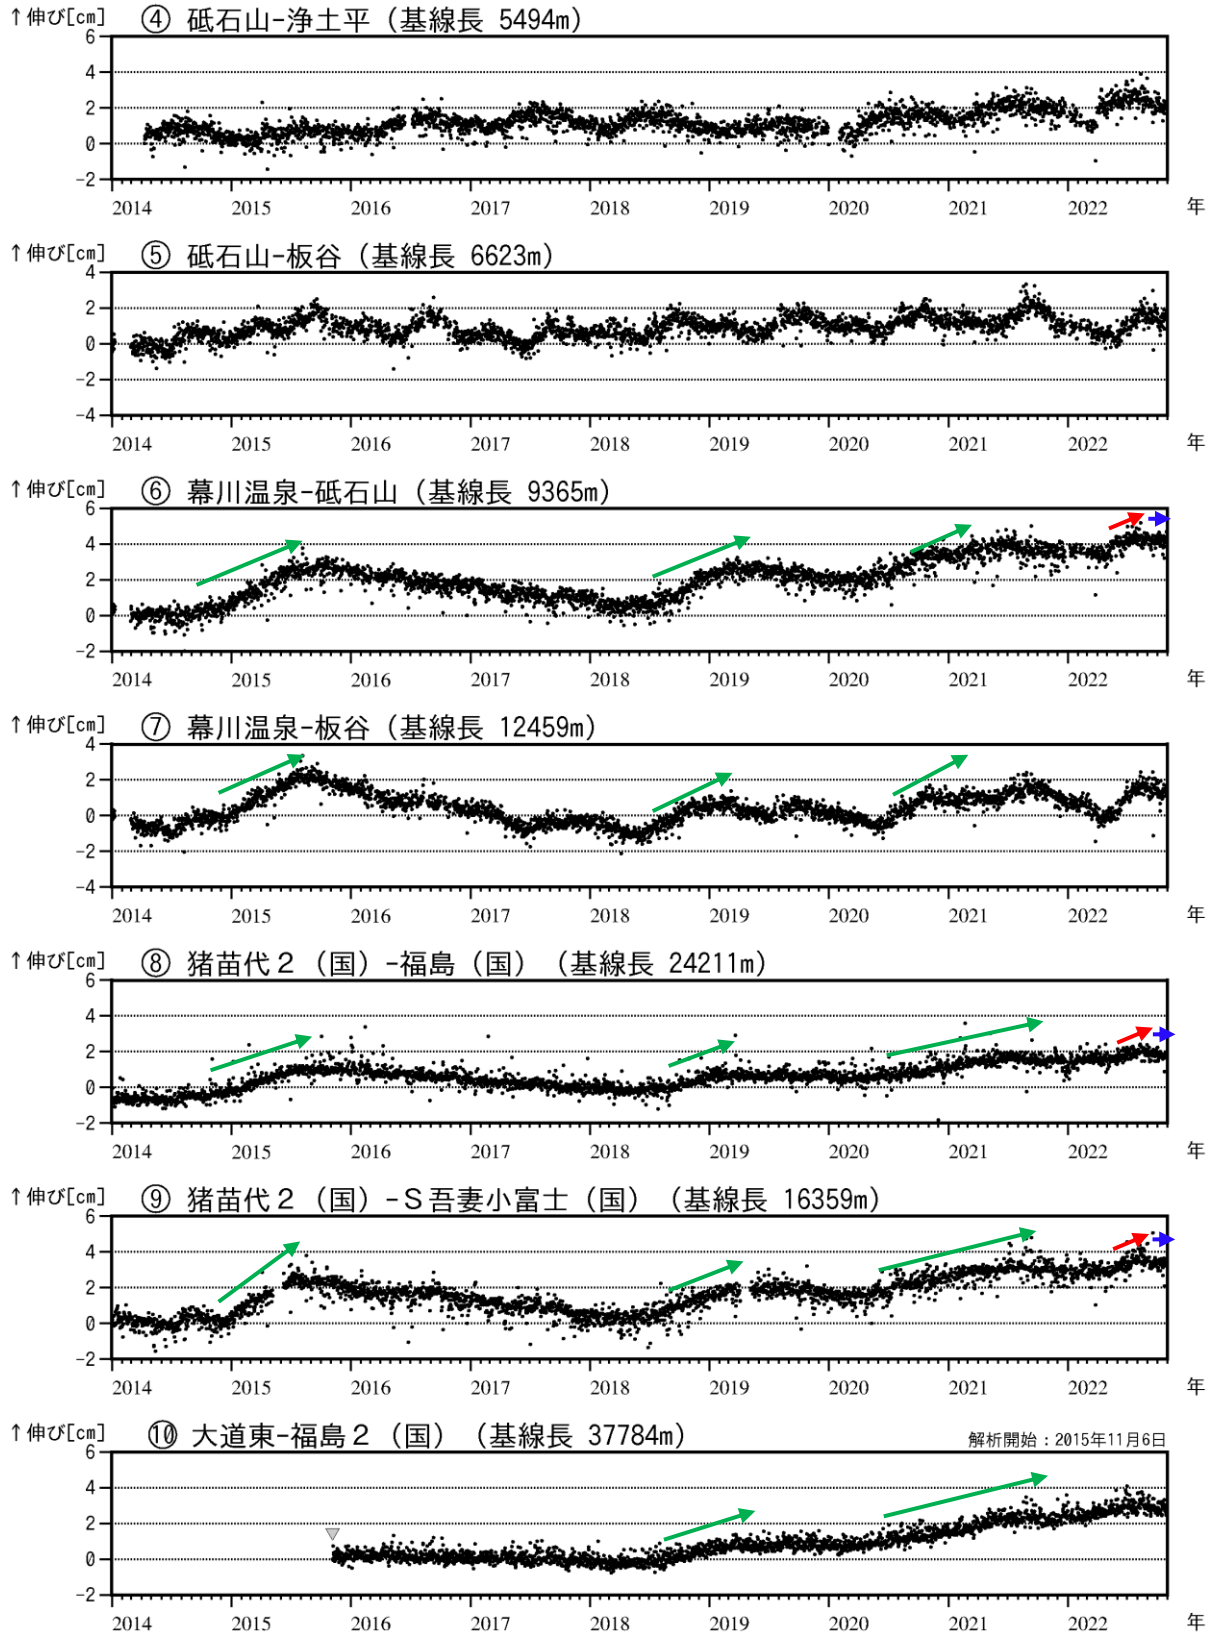 ↑伸び[cm] ④ 砥石山-浄土平（基線長 5494m）
6
4
2
0
-2
2014 2015 2016 2017 2018 2019 2020 2021 2022 年
↑伸び[cm] ⑤ 砥石山-板谷（基線長 6623m）
4
2
0
-2
-4
2014 2015 2016 2017 2018 2019 2020 2021 2022 年
↑伸び[cm] ⑥ 幕川温泉-砥石山（基線長 9365m）
6
4
2
0
-2
2014 2015 2016 2017 2018 2019 2020 2021 2022 年
↑伸び[cm] ⑦ 幕川温泉-板谷（基線長 12459m）
4
2
0
-2
-4
2014 2015 2016 2017 2018 2019 2020 2021 2022 年
↑伸び[cm] ⑧ 猪苗代２（国）-福島（国）（基線長 24211m）
6
4
2
0
-2
2014 2015 2016 2017 2018 2019 2020 2021 2022 年
↑伸び[cm] ⑨ 猪苗代２（国）-Ｓ吾妻小富士（国）（基線長 16359m）
6
4
2
0
-2
2014 2015 2016 2017 2018 2019 2020 2021 2022 年
↑伸び[cm] ⑩ 大道東-福島２（国）（基線長 37784m）
解析開始：2015年11月6日
6
4
2
0
-2
2014 2015 2016 2017 2018 2019 2020 2021 2022 年